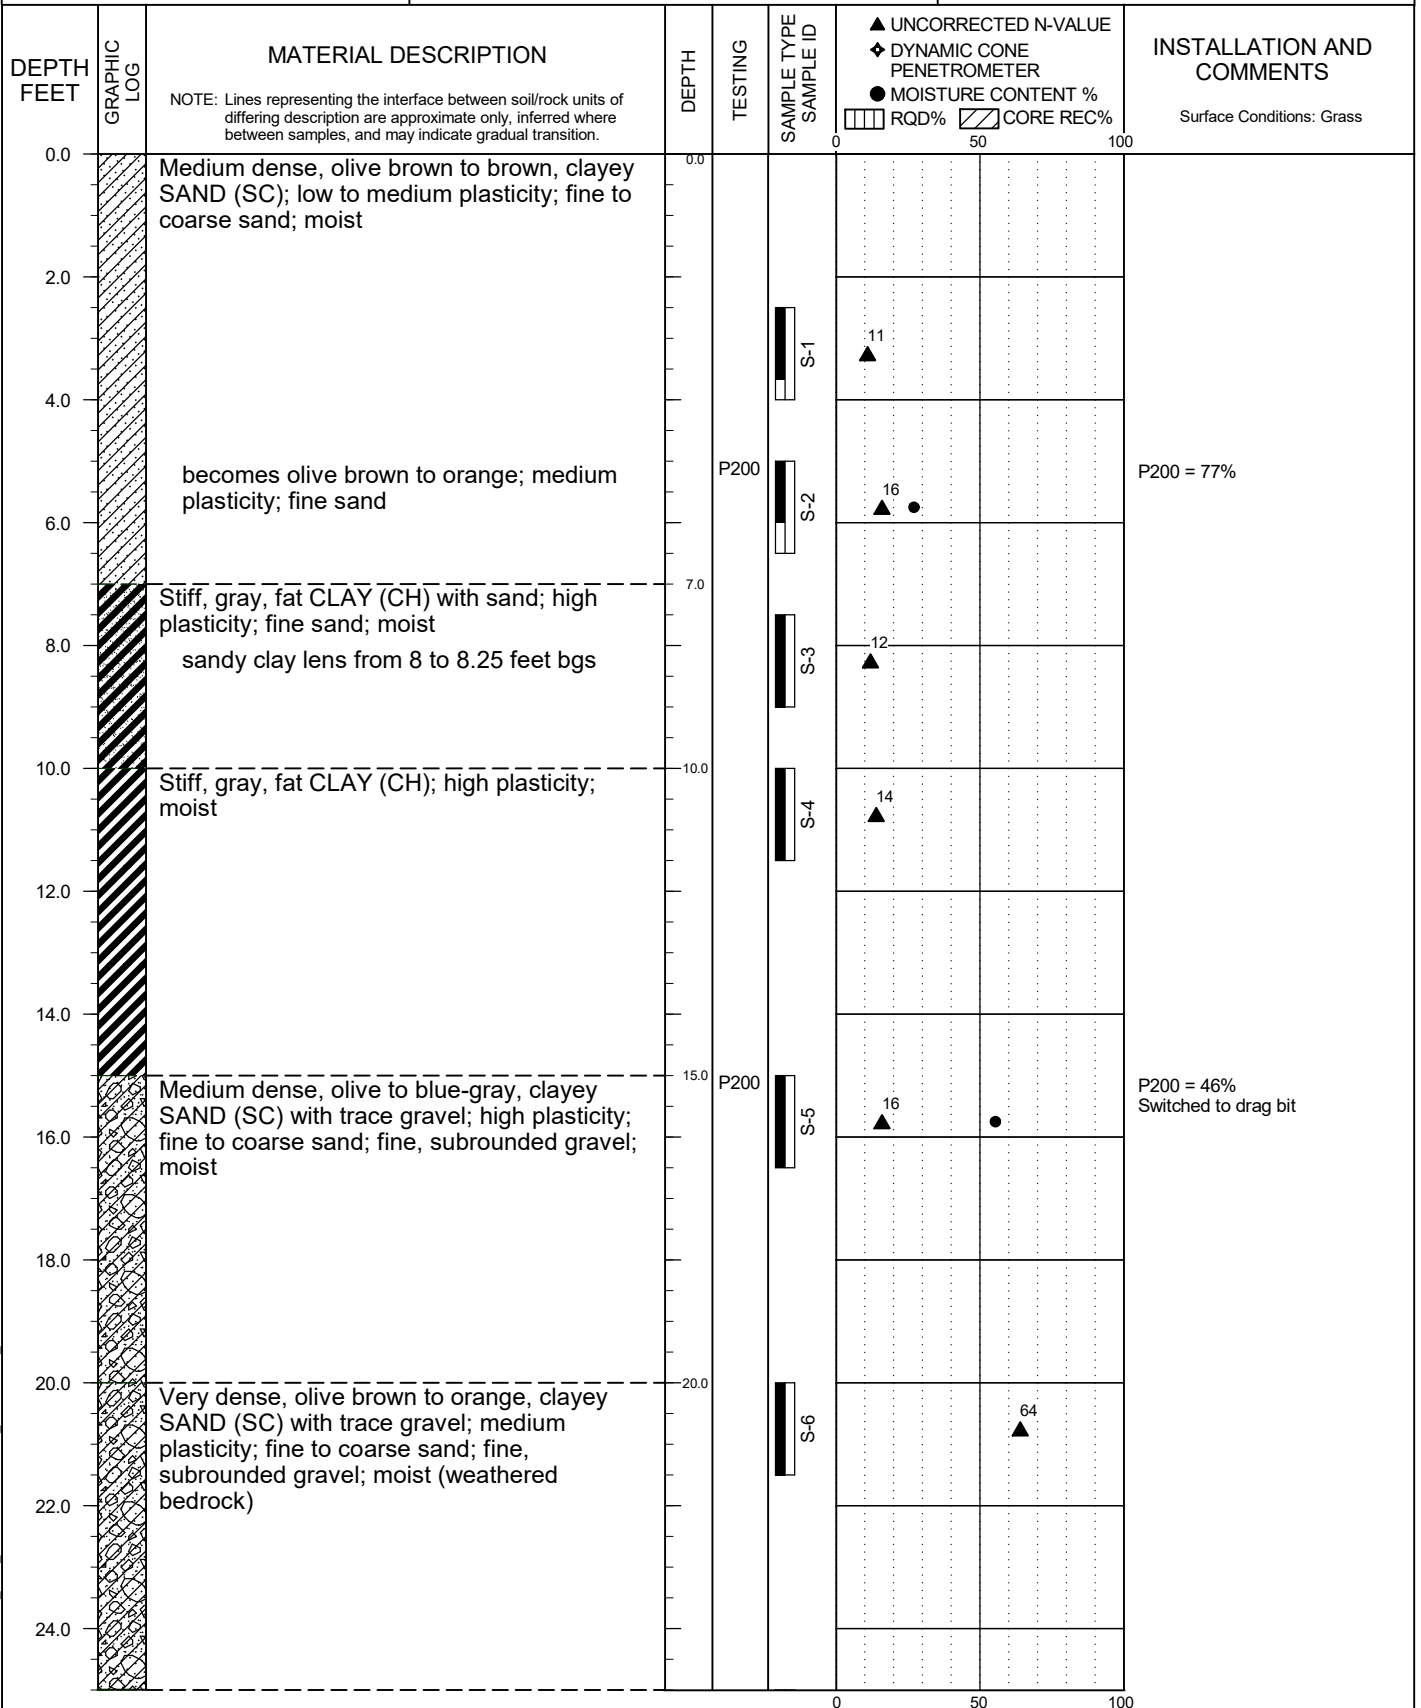 DEPTH
FEET
GRAPHIC
LOG
MATERIAL DESCRIPTION
NOTE: Lines representing the interface between soil/rock units of
differing description are approximate only, inferred where
between samples, and may indicate gradual transition.
DEPTH
TESTING
SAMPLE TYPE
SAMPLE ID
UNCORRECTED N-VALUE
DYNAMIC CONE
PENETROMETER
MOISTURE CONTENT %
RQD% CORE REC%
0 50 100
INSTALLATION AND
COMMENTS
Surface Conditions: Grass
0.0
Medium dense, olive brown to brown, clayey
SAND (SC); low to medium plasticity; fine to
coarse sand; moist
0.0
2.0
S-1
11
4.0
becomes olive brown to orange; medium
plasticity; fine sand
P200
S-2
16
P200 = 77%
6.0
7.0
Stiff, gray, fat CLAY (CH) with sand; high
plasticity; fine sand; moist
8.0
sandy clay lens from 8 to 8.25 feet bgs
S-3
12
10.0
10.0
Stiff, gray, fat CLAY (CH); high plasticity;
moist
S-4
14
12.0
14.0
15.0
Medium dense, olive to blue-gray, clayey
SAND (SC) with trace gravel; high plasticity;
fine to coarse sand; fine, subrounded gravel;
moist
P200
S-5
16
P200 = 46%
Switched to drag bit
16.0
18.0
20.0
20.0
Very dense, olive brown to orange, clayey
SAND (SC) with trace gravel; medium
plasticity; fine to coarse sand; fine,
subrounded gravel; moist (weathered
bedrock)
S-6
64
22.0
24.0
0 50 100